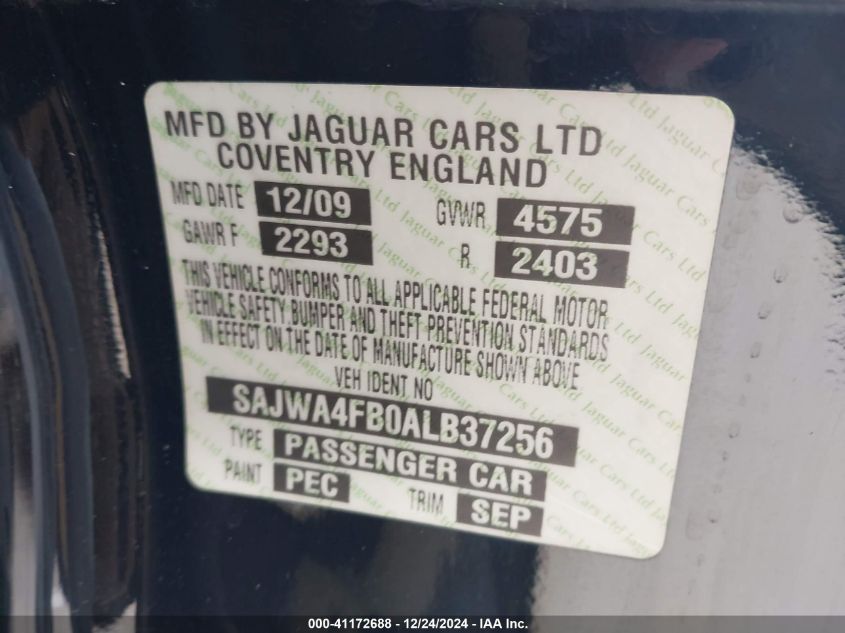 MFD BY JAGUAR CARS LTD
COVENTRY ENGLAND
MFD DATE 12/09 GVWR 4575
GAWR F 2293 R 2403
THIS VEHICLE CONFORMS TO ALL APPLICABLE FEDERAL MOTOR
VEHICLE SAFETY BUMPER AND THEFT PREVENTION STANDARDS
IN EFFECT ON THE DATE OF MANUFACTURE SHOWN ABOVE
VEH IDENT NO
SAJWA4FB0ALB37256
TYPE PASSENGER CAR
PAINT PEC TRIM SEP
000-41172688 - 12/24/2024 - IAA Inc.